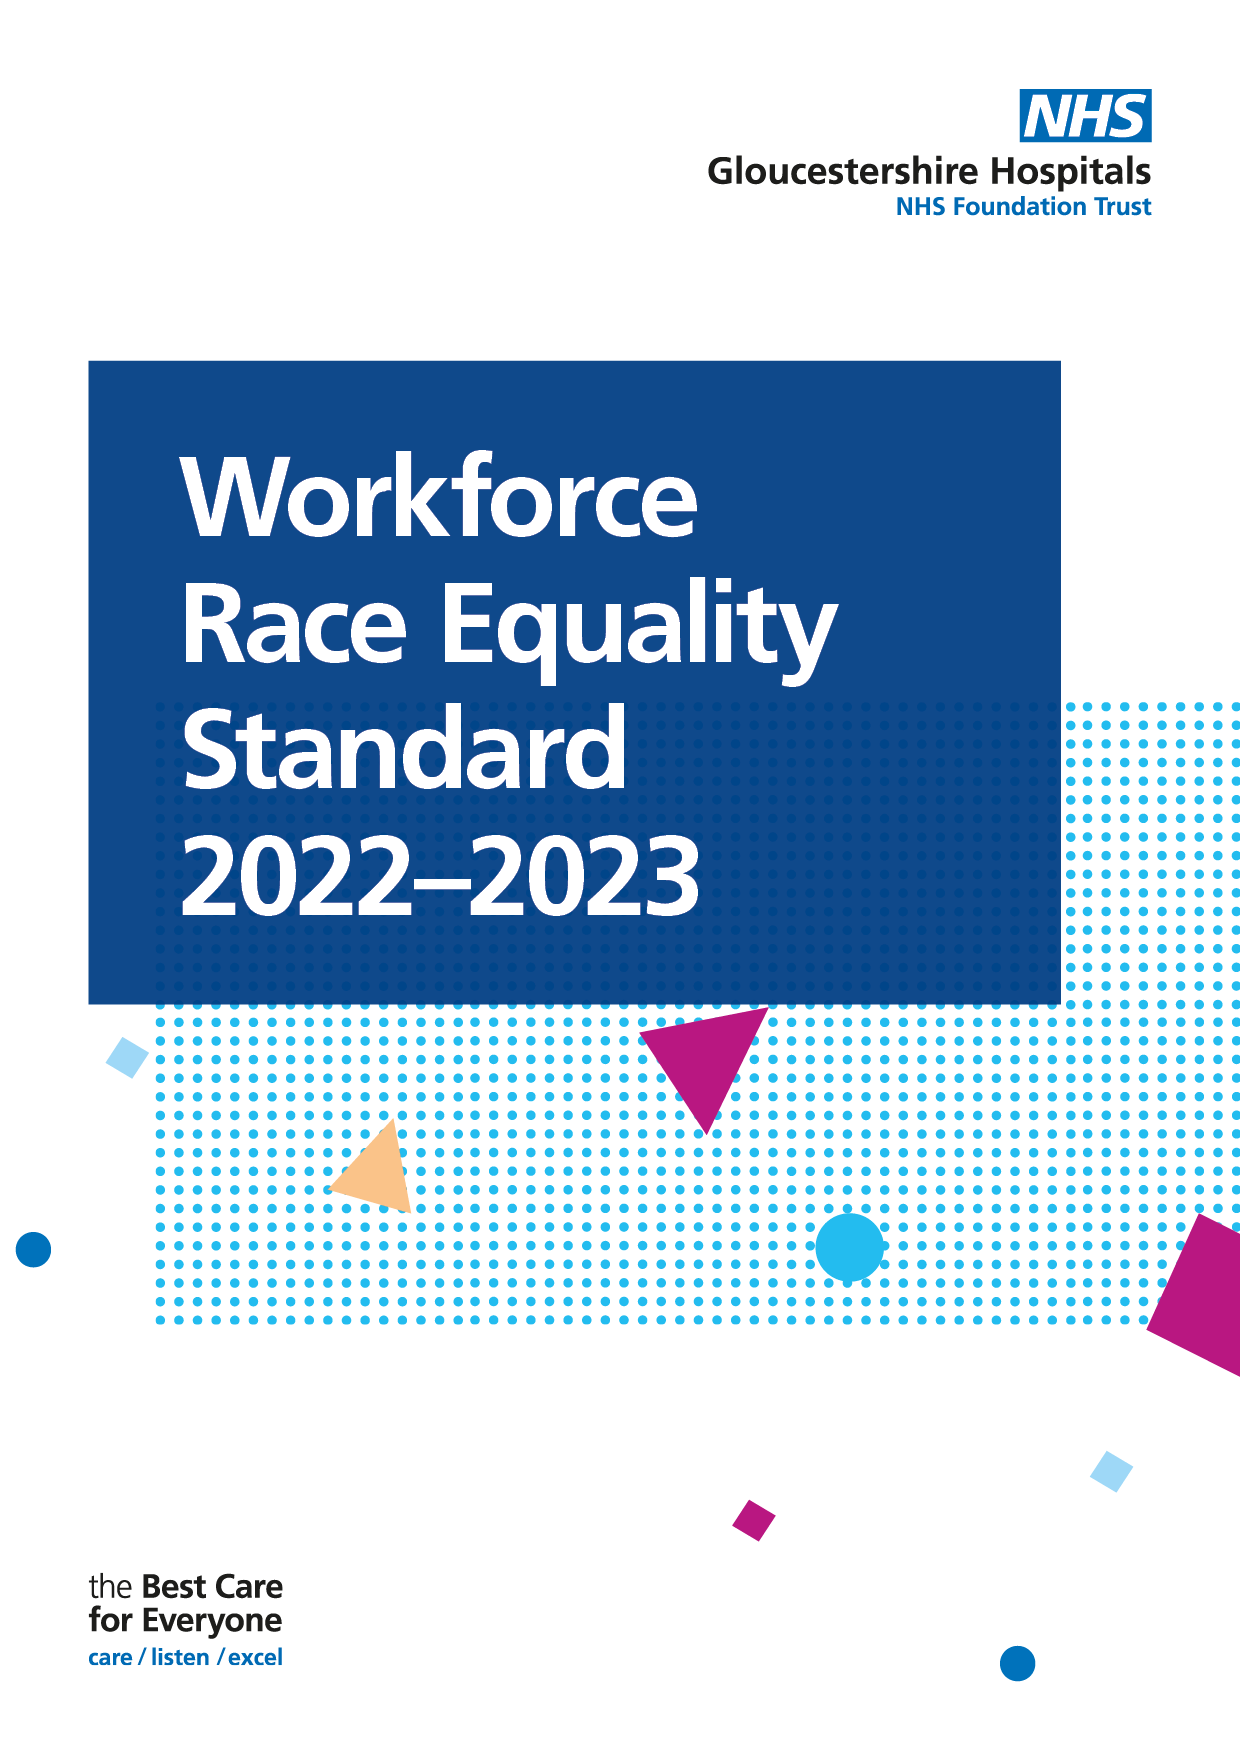 NHS
Gloucestershire Hospitals
NHS Foundation Trust
Workforce
Race Equality
Standard
2022–2023
the Best Care
for Everyone
care / listen / excel